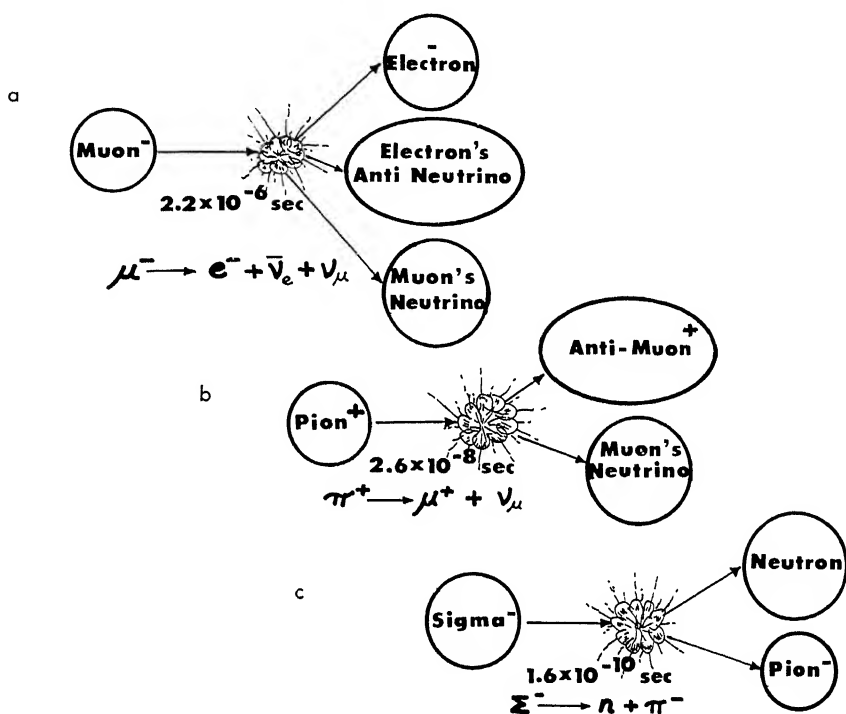 a
Muon⁻
Electron⁻
Electron's
Anti Neutrino
Muon's
Neutrino
2.2×10⁻⁶ sec
μ⁻ → e⁻ + ν̄ₑ + ν_μ
b
Pion⁺
Anti-Muon⁺
Muon's
Neutrino
2.6×10⁻⁸ sec
π⁺ → μ⁺ + ν_μ
c
Sigma⁻
Neutron
Pion⁻
1.6×10⁻¹⁰ sec
Σ⁻ → n + π⁻